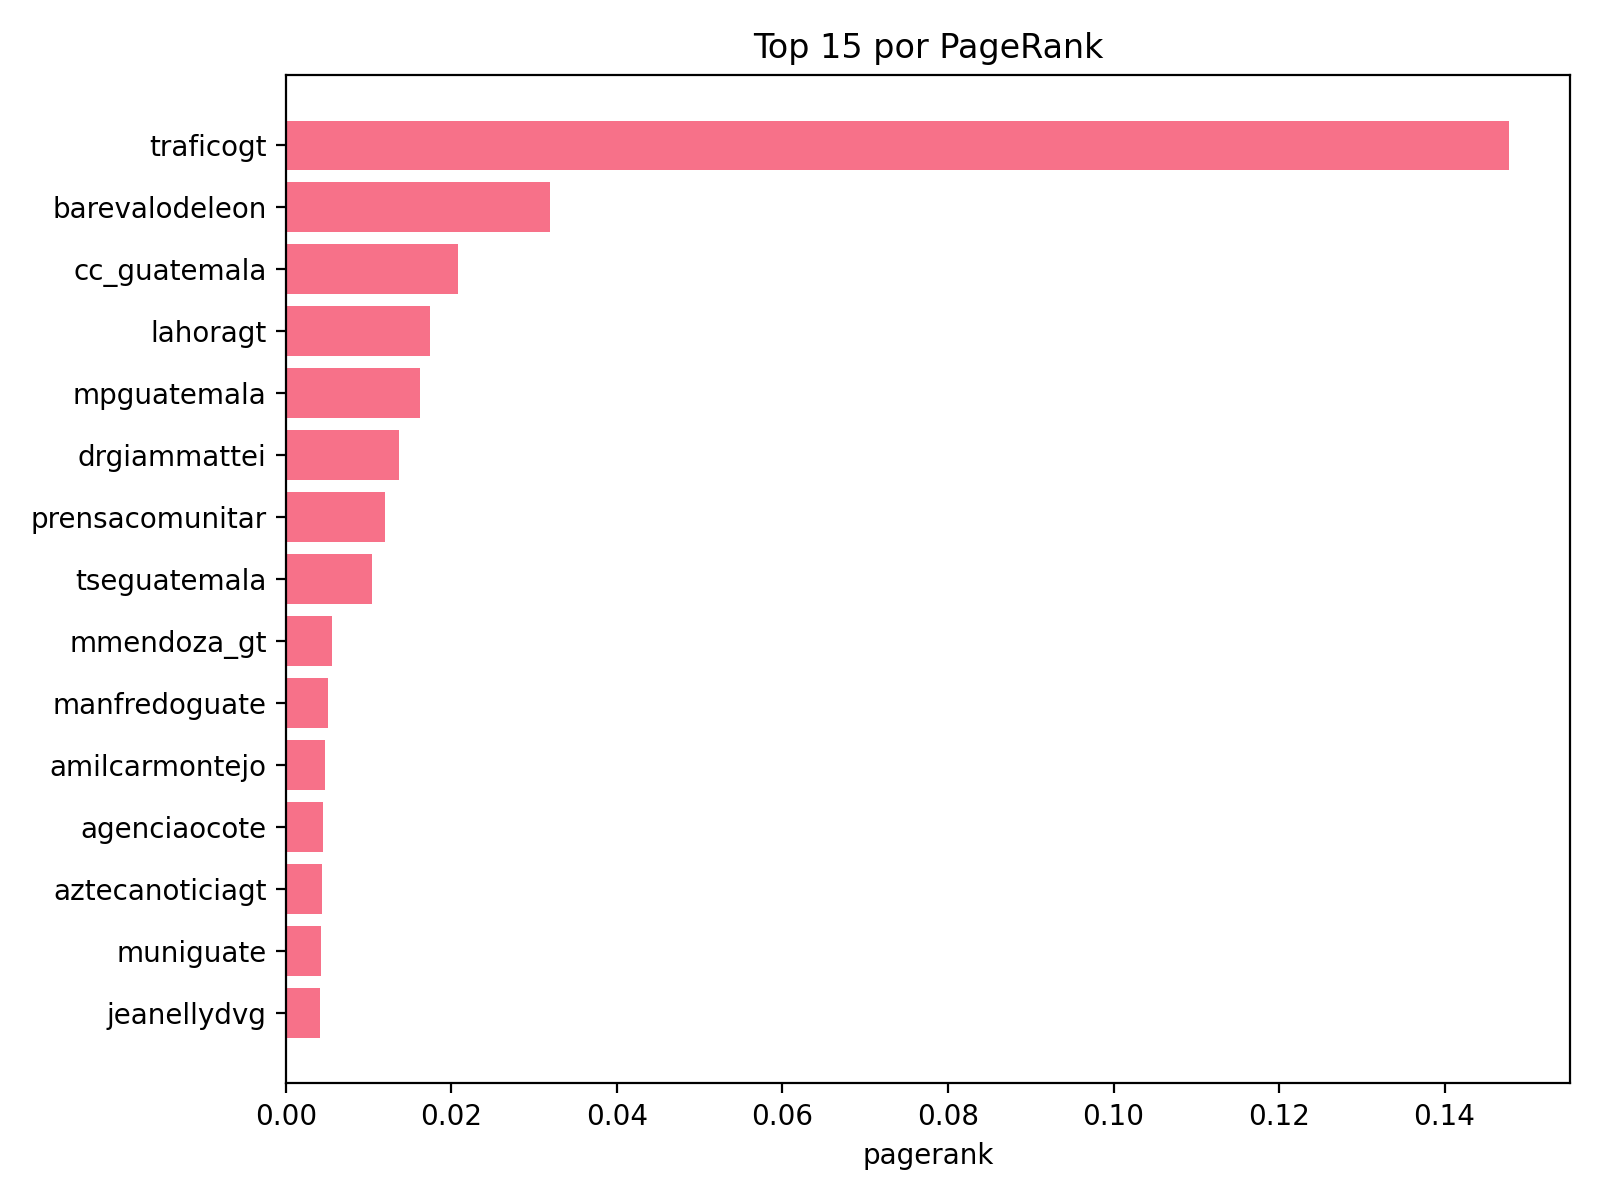 Top 15 por PageRank
traficogt
barevalodeleon
cc_guatemala
lahoragt
mpguatemala
drgiammattei
prensacomunitar
tseguatemala
mmendoza_gt
manfredoguate
amilcarmontejo
agenciaocote
aztecanoticiagt
muniguate
jeanellydvg
0.00 0.02 0.04 0.06 0.08 0.10 0.12 0.14
pagerank